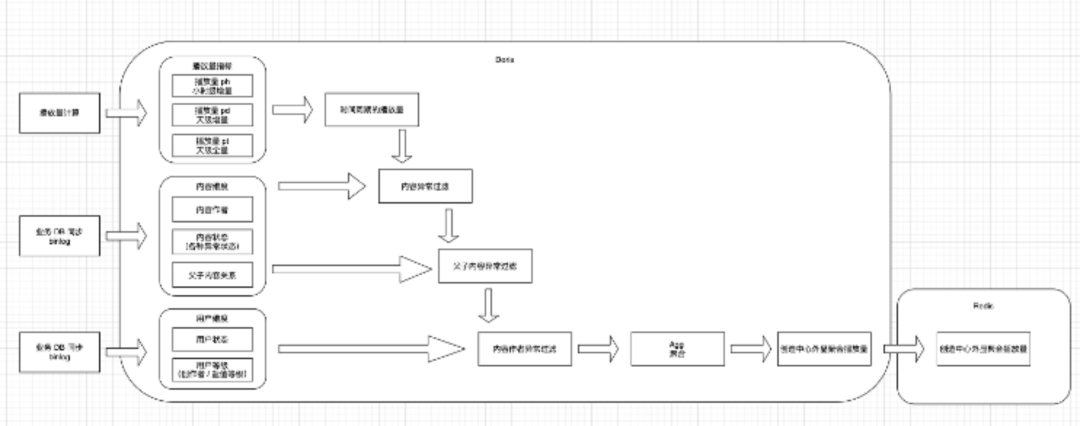 Doris
播放量指标
播放量 ph
小时级增量
播放量 pd
天级增量
播放量 pt
天级全量
播放量计算
时间周期的播放量
内容维度
内容作者
内容状态
(各种异常状态)
父子内容关系
业务 DB 同步
binlog
内容异常过滤
父子内容异常过滤
用户维度
用户状态
用户等级
(创作者 / 盐值等级)
业务 DB 同步
binlog
内容作者异常过滤
Agg
聚合
创造中心外显聚合播放量
Redis
创造中心外显聚合播放量